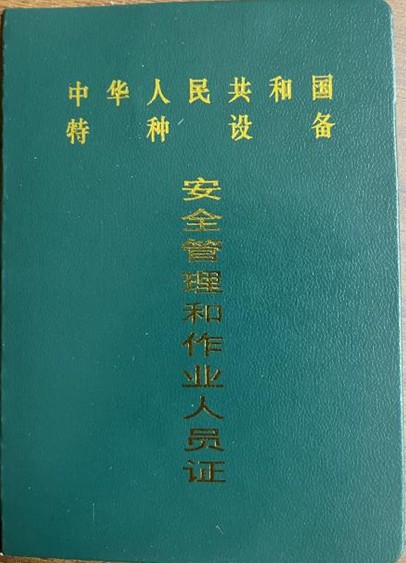 中华人民共和国
特种设备
安全管理和作业人员证